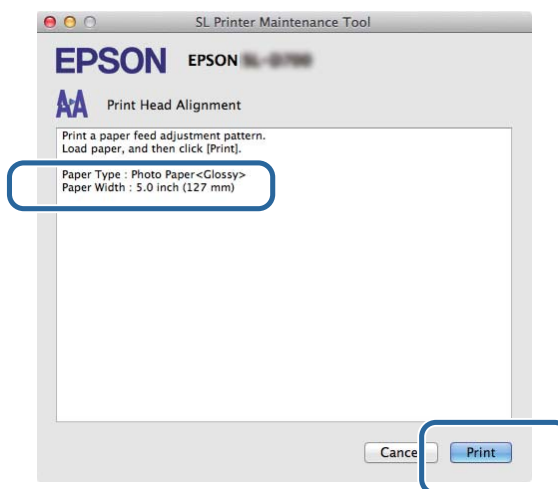 SL Printer Maintenance Tool
EPSON EPSON
Print Head Alignment
Print a paper feed adjustment pattern.
Load paper, and then click [Print].
Paper Type : Photo Paper<Glossy>
Paper Width : 5.0 inch (127 mm)
Cancel Print